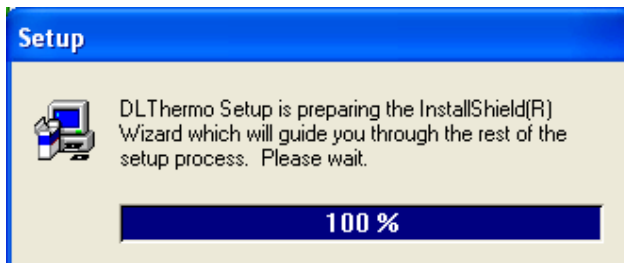 Setup
DLThermo Setup is preparing the InstallShield(R)
Wizard which will guide you through the rest of the
setup process.  Please wait.
100 %